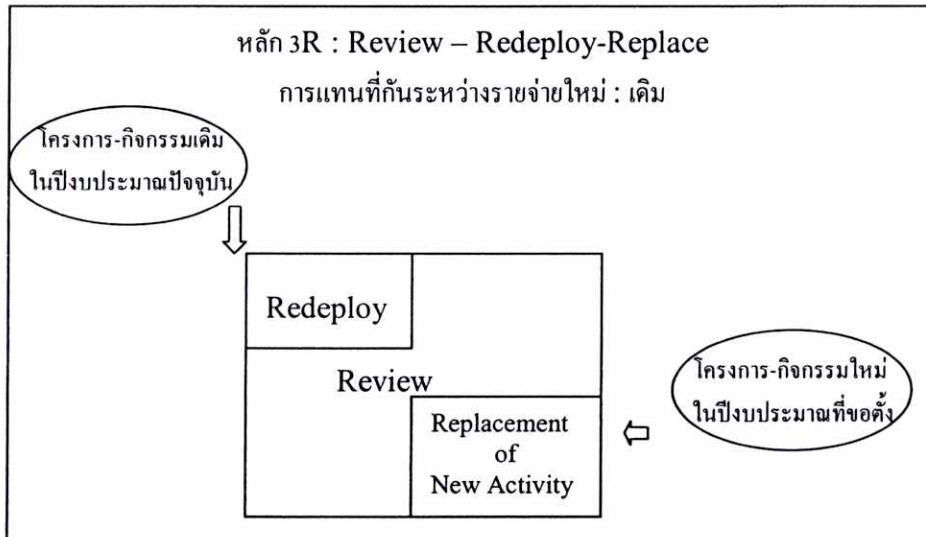 หลัก 3R : Review – Redeploy-Replace
การแทนที่กันระหว่างรายจ่ายใหม่ : เดิม
โครงการ-กิจกรรมเดิม
ในปีงบประมาณปัจจุบัน
Redeploy
Review
โครงการ-กิจกรรมใหม่
ในปีงบประมาณที่ขอตั้ง
Replacement
of
New Activity